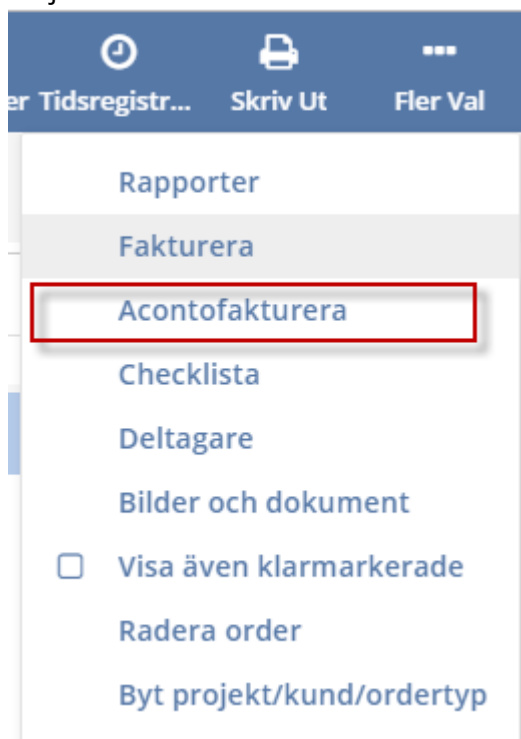 er Tidsregistr... Skriv Ut Fler Val
Rapporter
Fakturera
Acontofakturera
Checklista
Deltagare
Bilder och dokument
Visa även klarmarkerade
Radera order
Byt projekt/kund/ordertyp